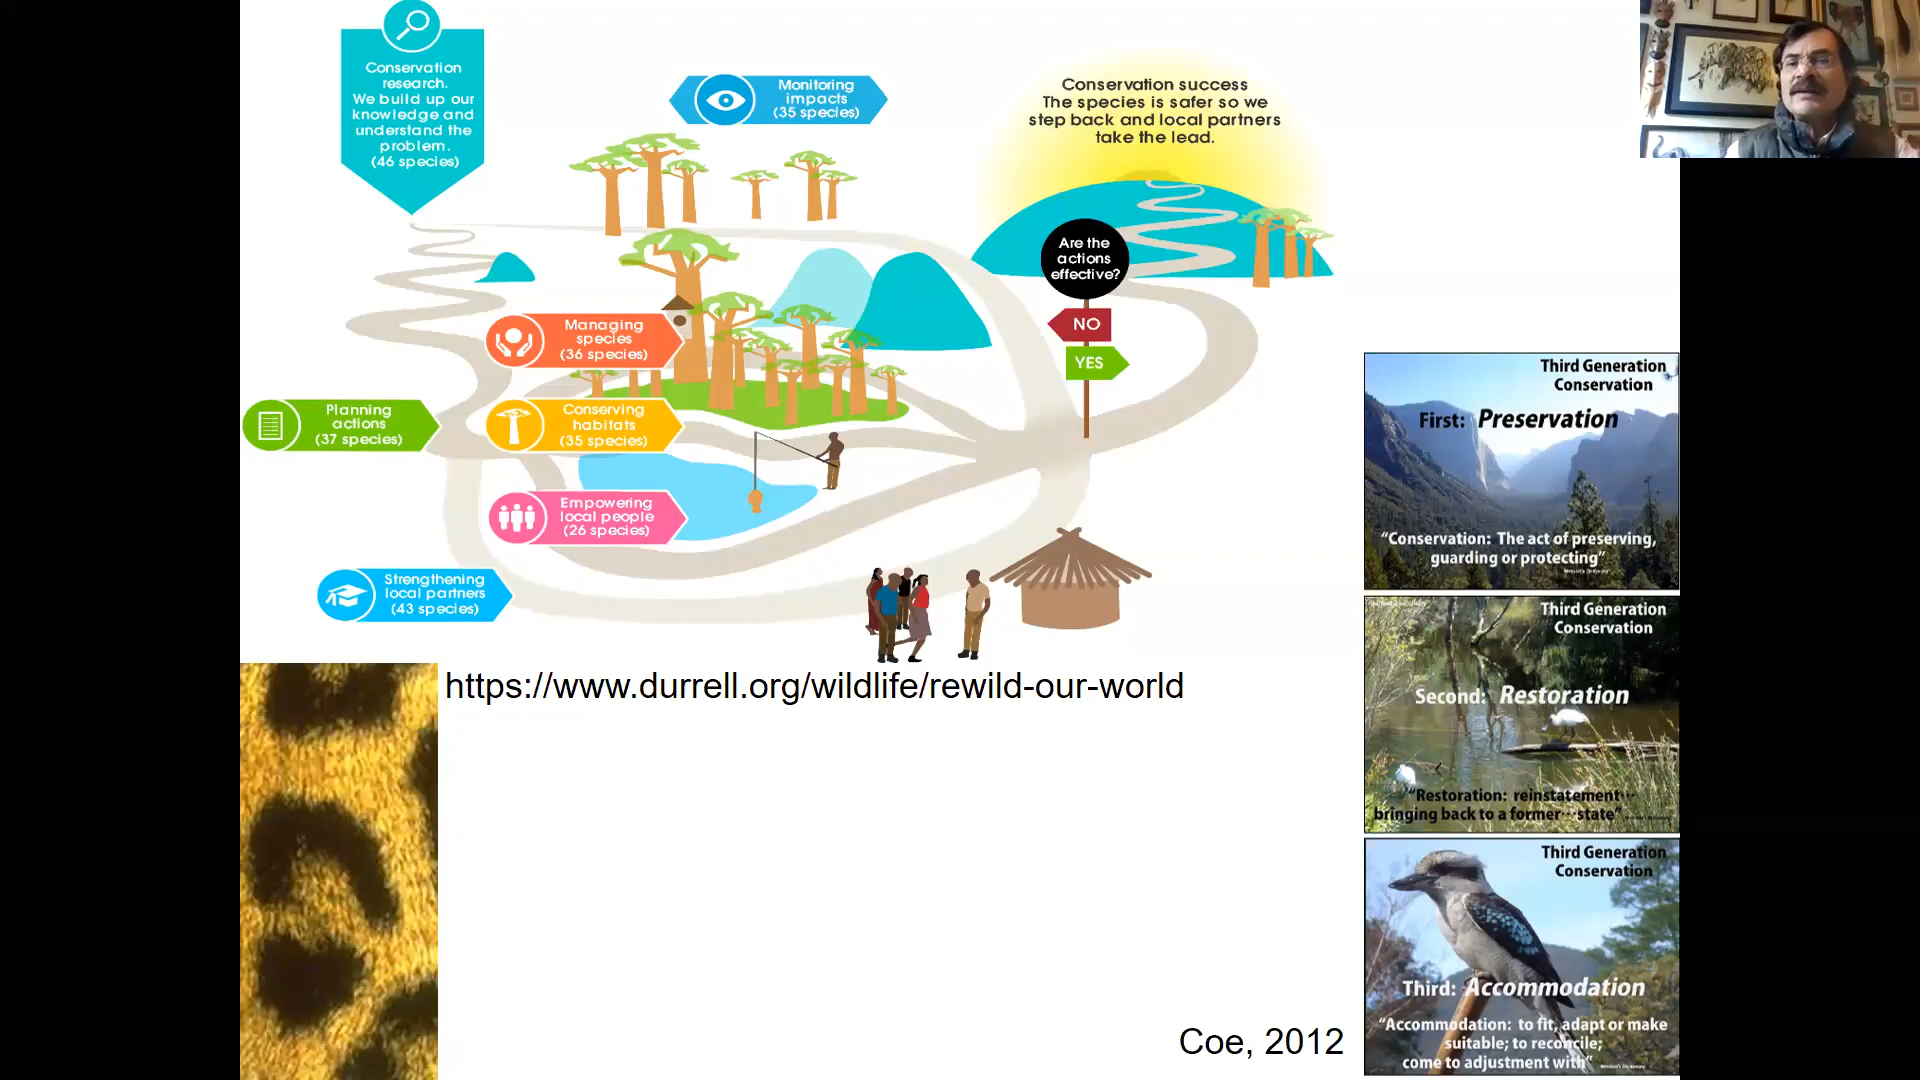 Conservation
research.
We build up our
knowledge and
understand the
problem.
(46 species)
Monitoring
impacts
(35 species)
Conservation success
The species is safer so we
step back and local partners
take the lead.
Are the
actions
effective?
NO
YES
Managing
species
(36 species)
Planning
actions
(37 species)
Conserving
habitats
(35 species)
Empowering
local people
(26 species)
Strengthening
local partners
(43 species)
https://www.durrell.org/wildlife/rewild-our-world
Third Generation
Conservation
First: Preservation
“Conservation: The act of preserving,
guarding or protecting”
Third Generation
Conservation
Second: Restoration
“Restoration: reinstatement…
bringing back to a former…state”
Third Generation
Conservation
Third: Accommodation
“Accommodation: to fit, adapt or make
suitable; to reconcile;
come to adjustment with”
Coe, 2012